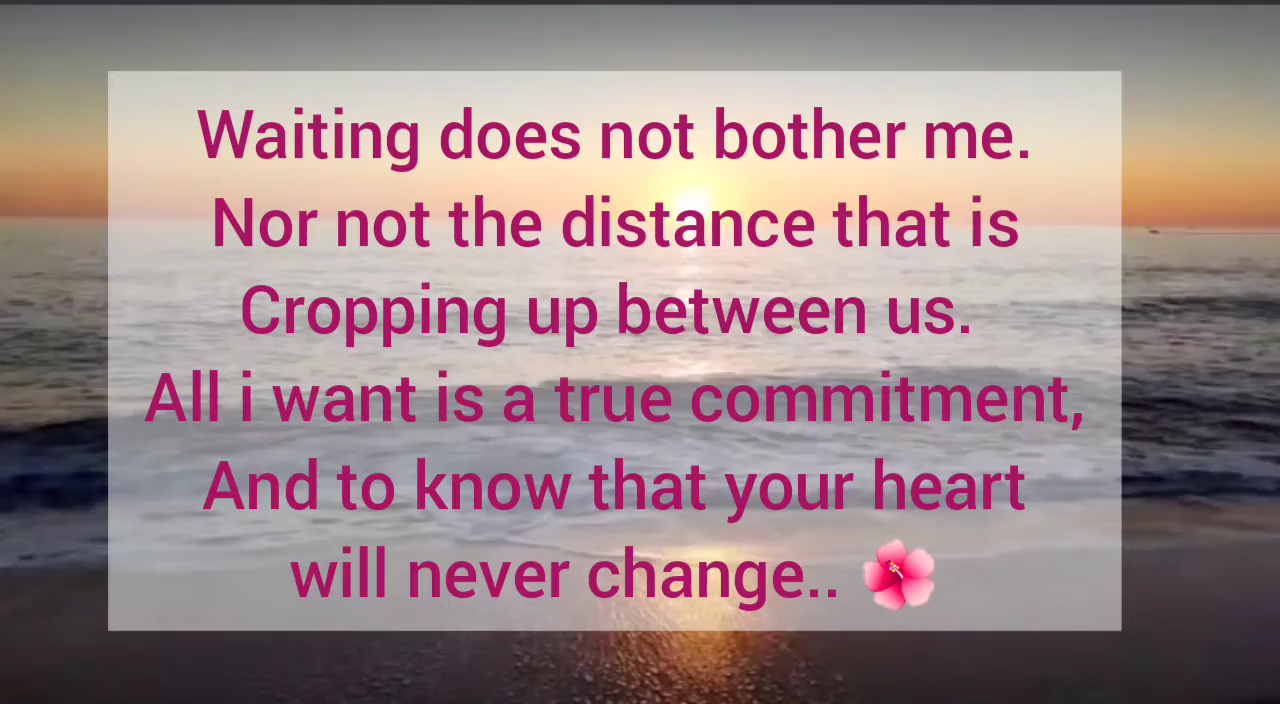 Waiting does not bother me.
Nor not the distance that is
Cropping up between us.
All i want is a true commitment,
And to know that your heart
will never change.. 🌺